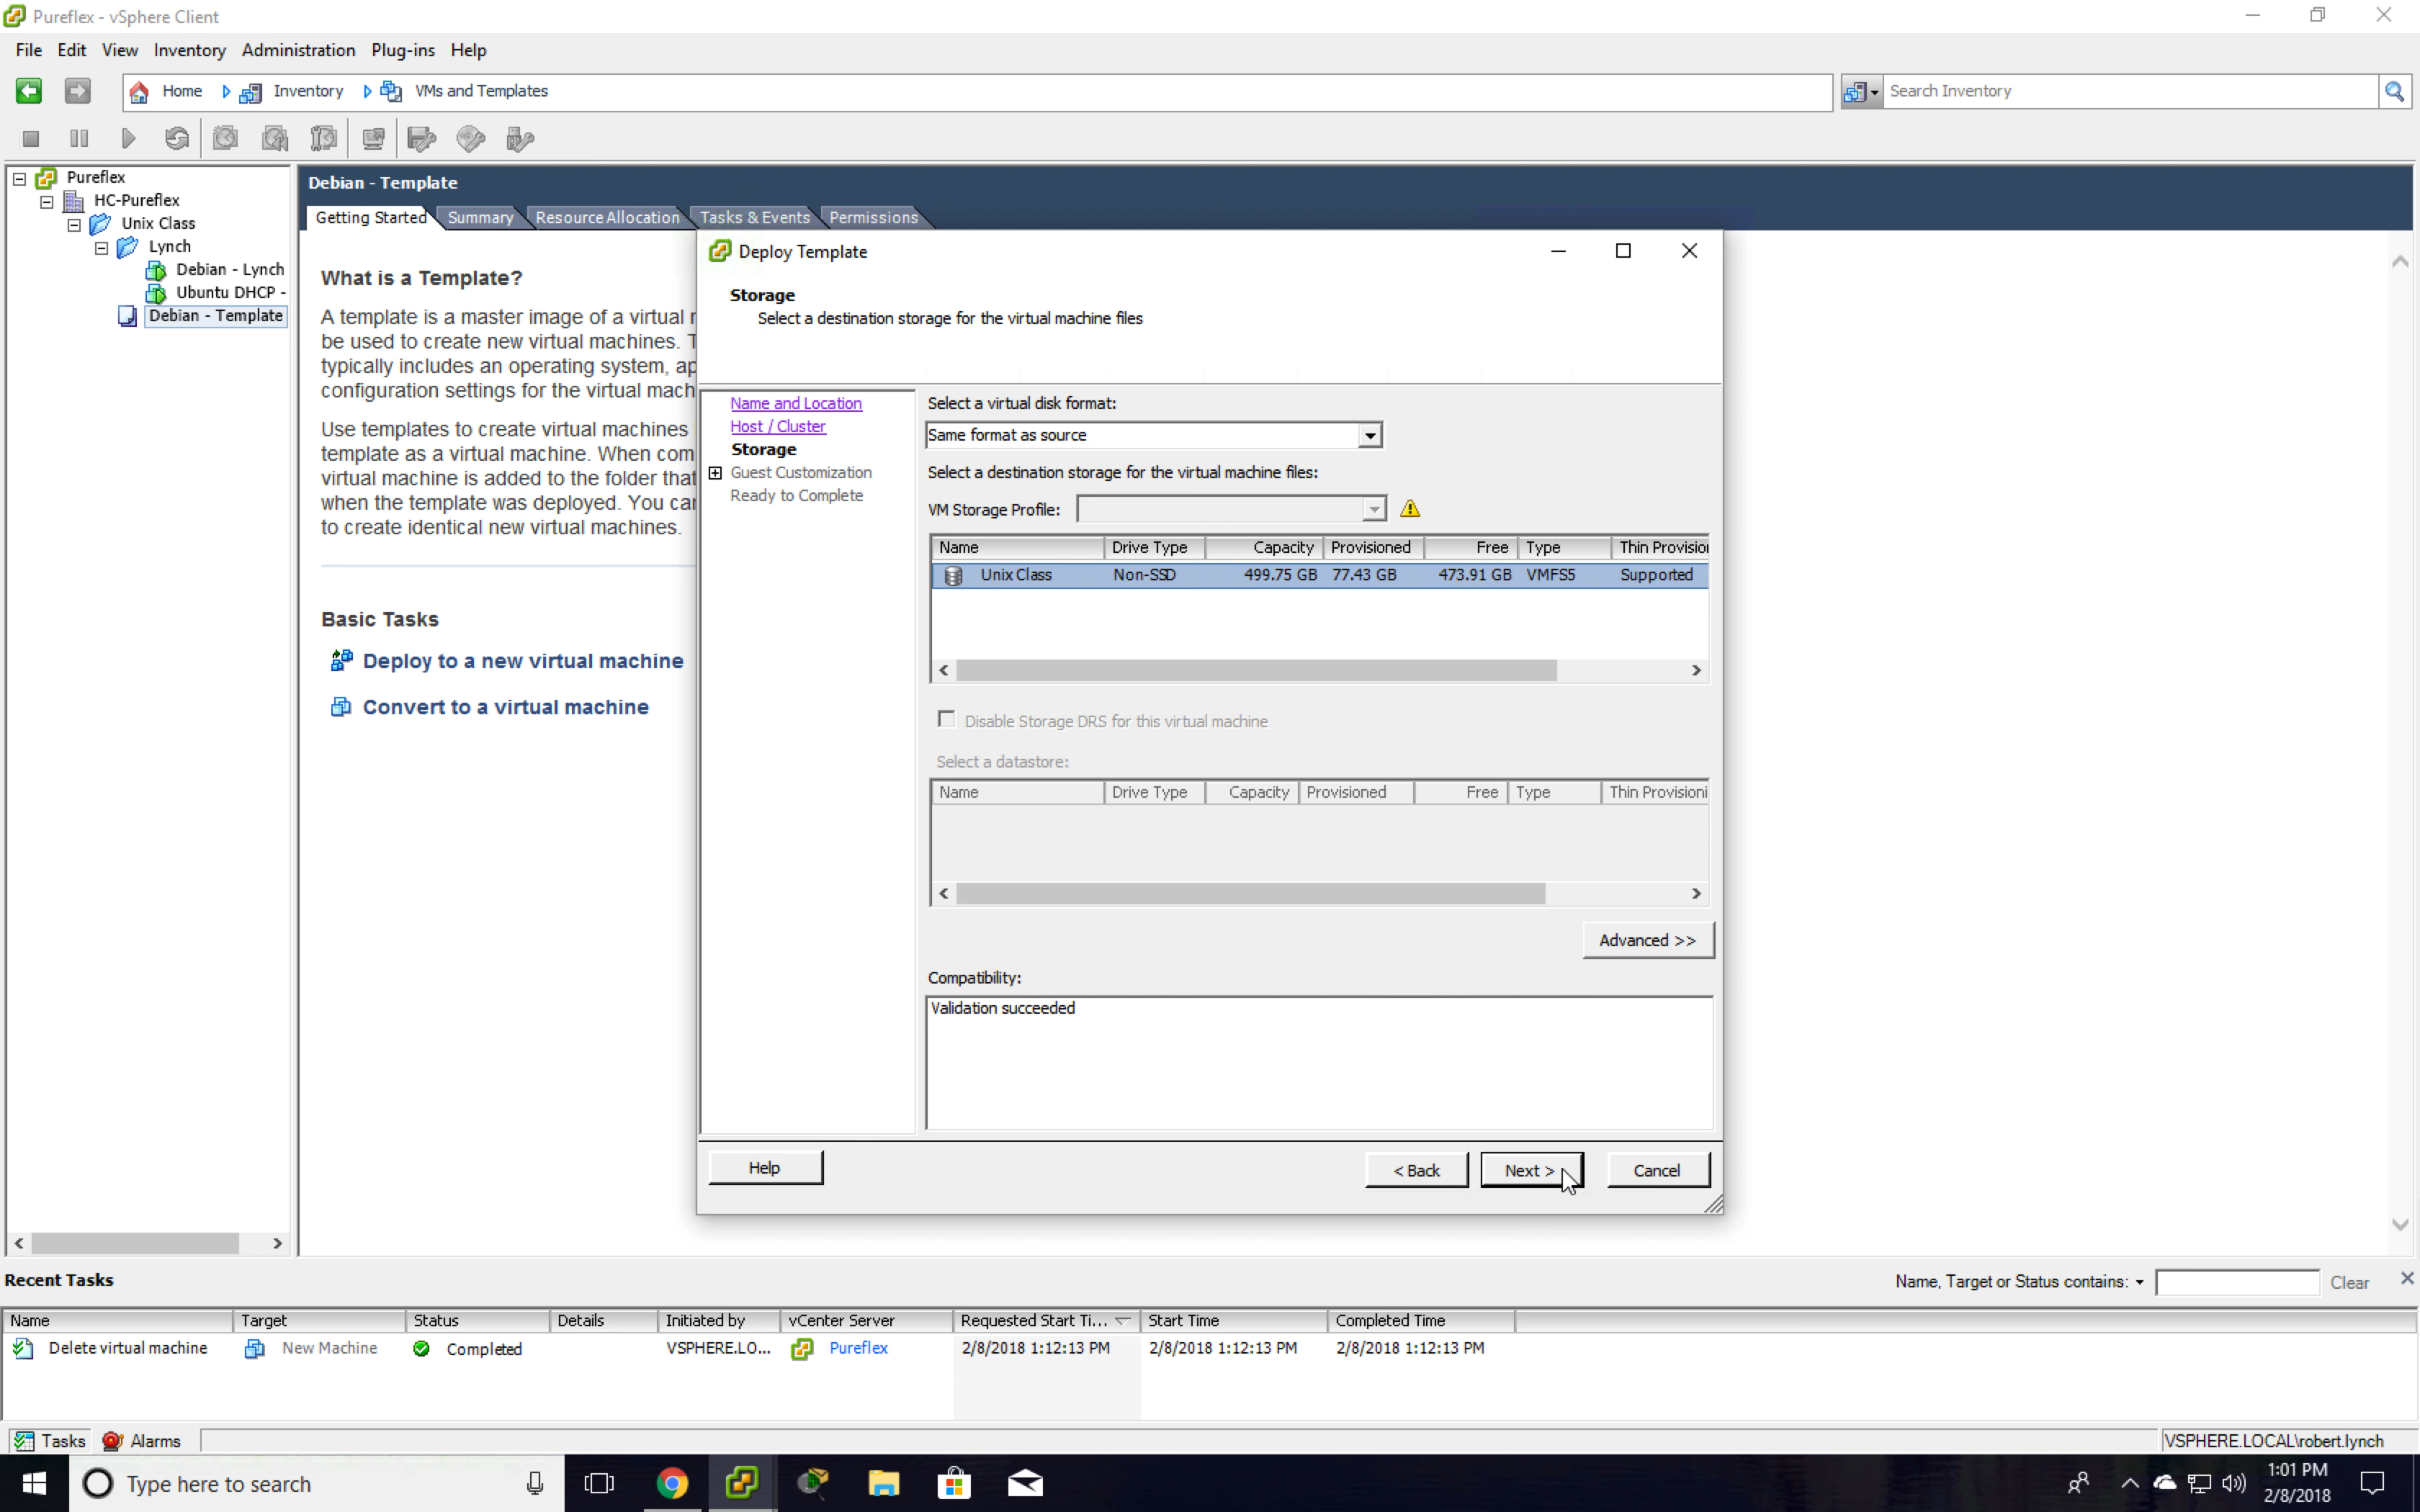 Pureflex - vSphere Client
File Edit View Inventory Administration Plug-ins Help
Home Inventory VMs and Templates
Search Inventory
Pureflex
HC-Pureflex
Unix Class
Lynch
Debian - Lynch
Ubuntu DHCP -
Debian - Template
Debian - Template
Getting Started Summary Resource Allocation Tasks & Events Permissions
What is a Template?
A template is a master image of a virtual
be used to create new virtual machines.
typically includes an operating system,
configuration settings for the virtual
Use templates to create virtual machines
template as a virtual machine. When
virtual machine is added to the folder that
when the template was deployed. You
to create identical new virtual machines.
Basic Tasks
Deploy to a new virtual machine
Convert to a virtual machine
Deploy Template
Storage
Select a destination storage for the virtual machine files
Name and Location
Host / Cluster
Storage
Guest Customization
Ready to Complete
Select a virtual disk format:
Same format as source
Select a destination storage for the virtual machine files:
VM Storage Profile:
Name Drive Type Capacity Provisioned Free Type Thin Provision
Unix Class Non-SSD 499.75 GB 77.43 GB 473.91 GB VMFS5 Supported
< >
Disable Storage DRS for this virtual machine
Select a datastore:
Name Drive Type Capacity Provisioned Free Type Thin Provisioni
< >
Advanced >>
Compatibility:
Validation succeeded
Help < Back Next > Cancel
Recent Tasks
Name, Target or Status contains: Clear
Name Target Status Details Initiated by vCenter Server Requested Start Ti... Start Time Completed Time
Delete virtual machine New Machine Completed VSPHERE.LO... Pureflex 2/8/2018 1:12:13 PM 2/8/2018 1:12:13 PM 2/8/2018 1:12:13 PM
Tasks Alarms
VSPHERE.LOCAL\robert.lynch
Type here to search
1:01 PM
2/8/2018